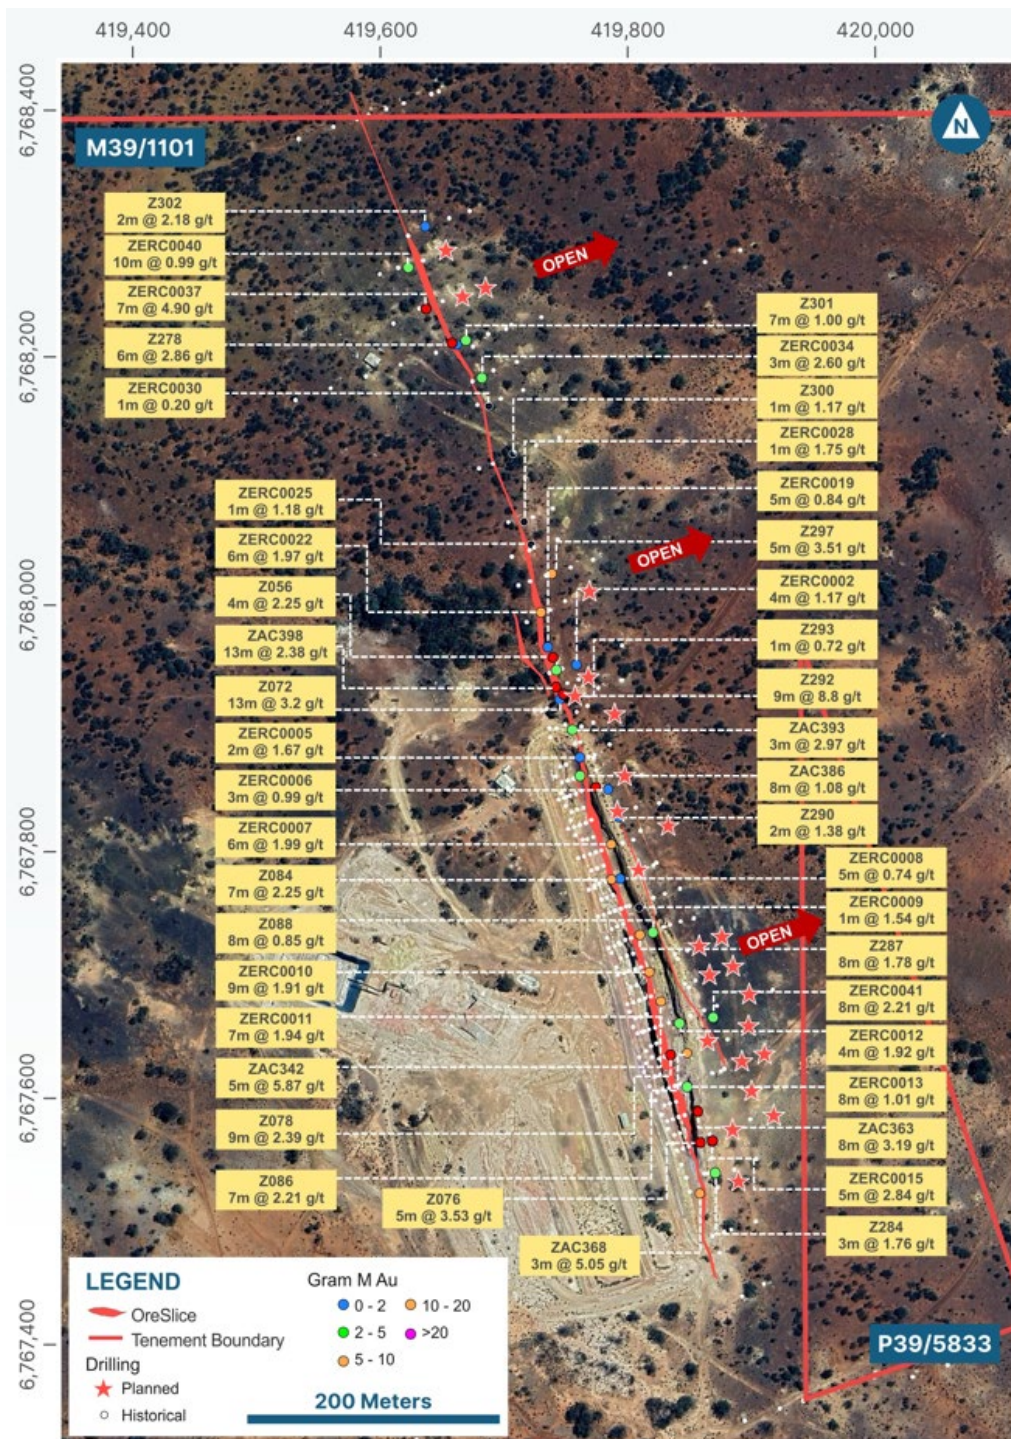 419,400
419,600
419,800
420,000
6,768,400
6,768,200
6,768,000
6,767,800
6,767,600
6,767,400
N
M39/1101
Z302
2m @ 2.18 g/t
ZERC0040
10m @ 0.99 g/t
ZERC0037
7m @ 4.90 g/t
Z278
6m @ 2.86 g/t
ZERC0030
1m @ 0.20 g/t
OPEN
Z301
7m @ 1.00 g/t
ZERC0034
3m @ 2.60 g/t
Z300
1m @ 1.17 g/t
ZERC0028
1m @ 1.75 g/t
ZERC0019
5m @ 0.84 g/t
Z297
5m @ 3.51 g/t
ZERC0002
4m @ 1.17 g/t
Z293
1m @ 0.72 g/t
Z292
9m @ 8.8 g/t
ZAC393
3m @ 2.97 g/t
ZAC386
8m @ 1.08 g/t
Z290
2m @ 1.38 g/t
OPEN
ZERC0025
1m @ 1.18 g/t
ZERC0022
6m @ 1.97 g/t
Z056
4m @ 2.25 g/t
ZAC398
13m @ 2.38 g/t
Z072
13m @ 3.2 g/t
ZERC0005
2m @ 1.67 g/t
ZERC0006
3m @ 0.99 g/t
ZERC0007
6m @ 1.99 g/t
Z084
7m @ 2.25 g/t
Z088
8m @ 0.85 g/t
ZERC0010
9m @ 1.91 g/t
ZERC0011
7m @ 1.94 g/t
ZAC342
5m @ 5.87 g/t
Z078
9m @ 2.39 g/t
Z086
7m @ 2.21 g/t
Z076
5m @ 3.53 g/t
ZAC368
3m @ 5.05 g/t
OPEN
ZERC0008
5m @ 0.74 g/t
ZERC0009
1m @ 1.54 g/t
Z287
8m @ 1.78 g/t
ZERC0041
8m @ 2.21 g/t
ZERC0012
4m @ 1.92 g/t
ZERC0013
8m @ 1.01 g/t
ZAC363
8m @ 3.19 g/t
ZERC0015
5m @ 2.84 g/t
Z284
3m @ 1.76 g/t
P39/5833
LEGEND
OreSlice
Tenement Boundary
Drilling
Planned
Historical
Gram M Au
0 - 2
2 - 5
5 - 10
10 - 20
>20
200 Meters